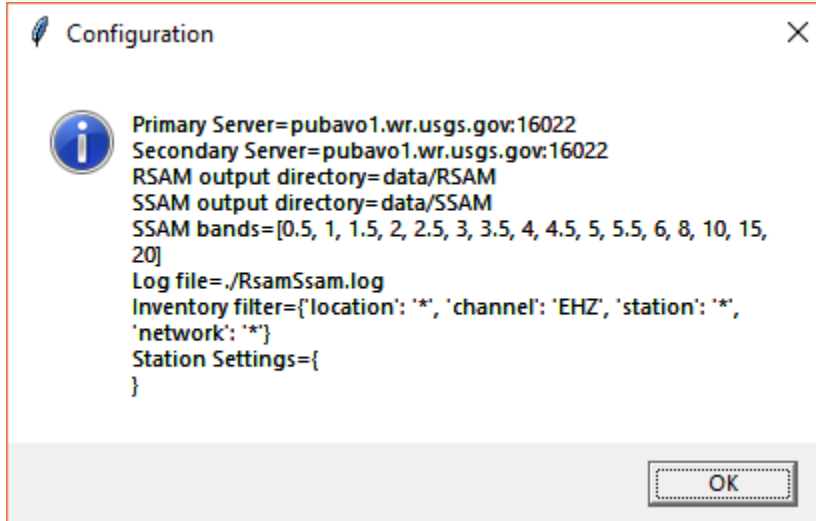 Configuration
Primary Server=pubavo1.wr.usgs.gov:16022
Secondary Server=pubavo1.wr.usgs.gov:16022
RSAM output directory=data/RSAM
SSAM output directory=data/SSAM
SSAM bands=[0.5, 1, 1.5, 2, 2.5, 3, 3.5, 4, 4.5, 5, 5.5, 6, 8, 10, 15,
20]
Log file=./RsamSsam.log
Inventory filter={'location': '*', 'channel': 'EHZ', 'station': '*',
'network': '*'}
Station Settings={
}
OK